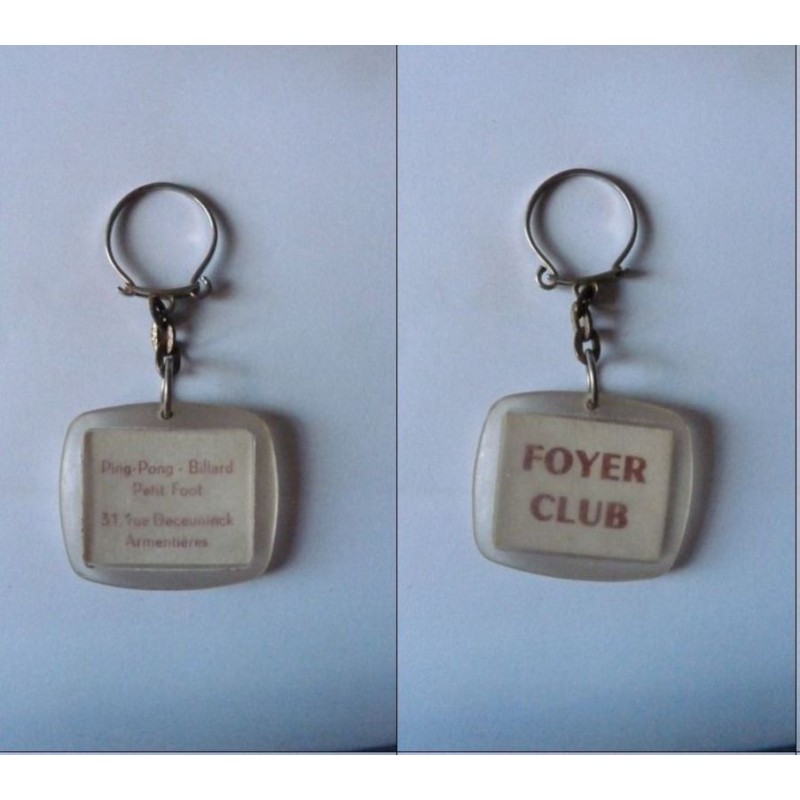 Ping-Pong - Billard
Petit Foot
31, rue Deceuninck
Armentières
FOYER
CLUB